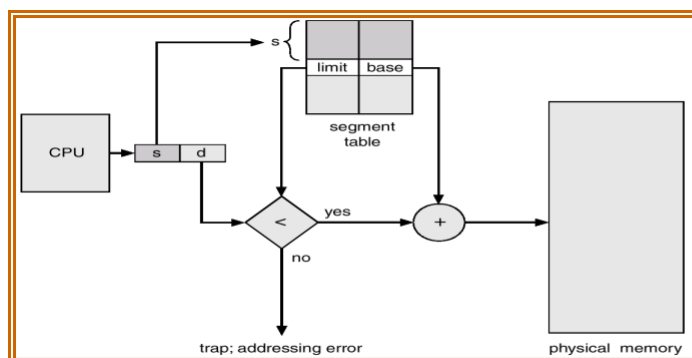 s
limit base
segment
table
CPU
s d
<
yes
+
no
trap; addressing error
physical memory